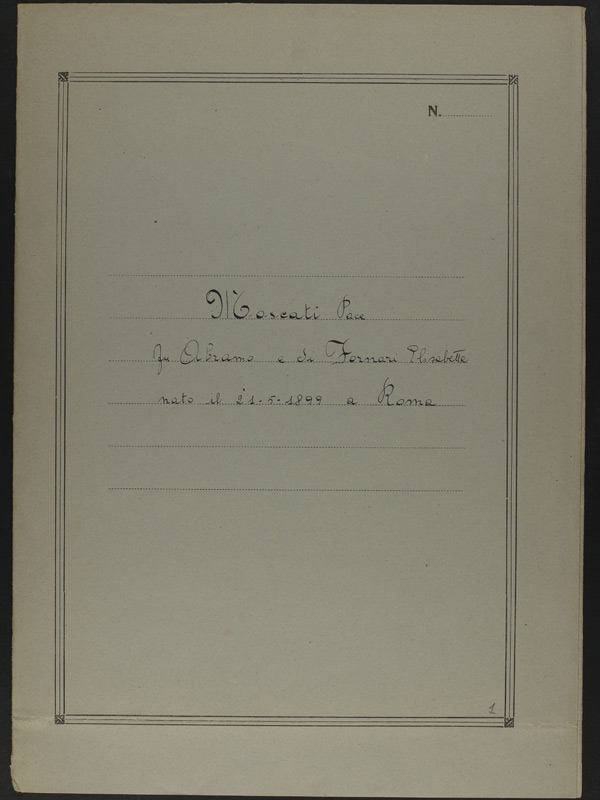 N.
Moscati Pace
fu Abramo e di Fornari Elisabetta
nato il 21-5-1899 a Roma
1